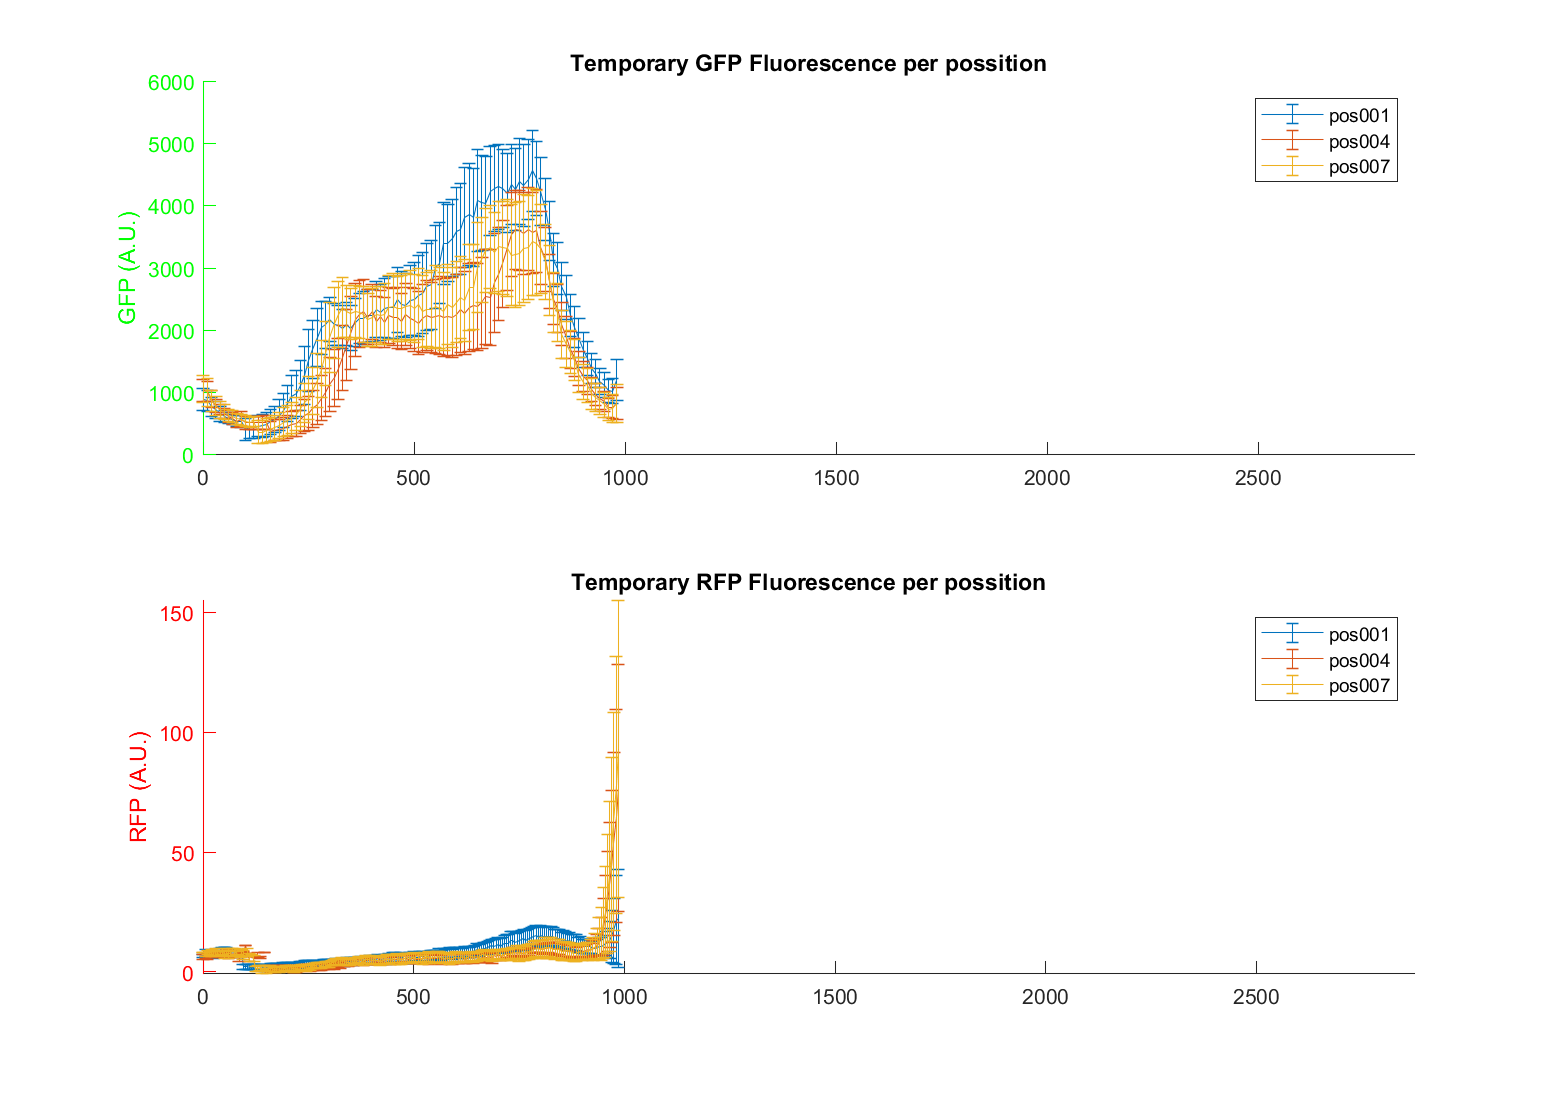 Temporary GFP Fluorescence per possition
6000
5000
4000
3000
2000
1000
0
GFP (A.U.)
pos001
pos004
pos007
0 500 1000 1500 2000 2500
Temporary RFP Fluorescence per possition
150
100
50
0
RFP (A.U.)
pos001
pos004
pos007
0 500 1000 1500 2000 2500